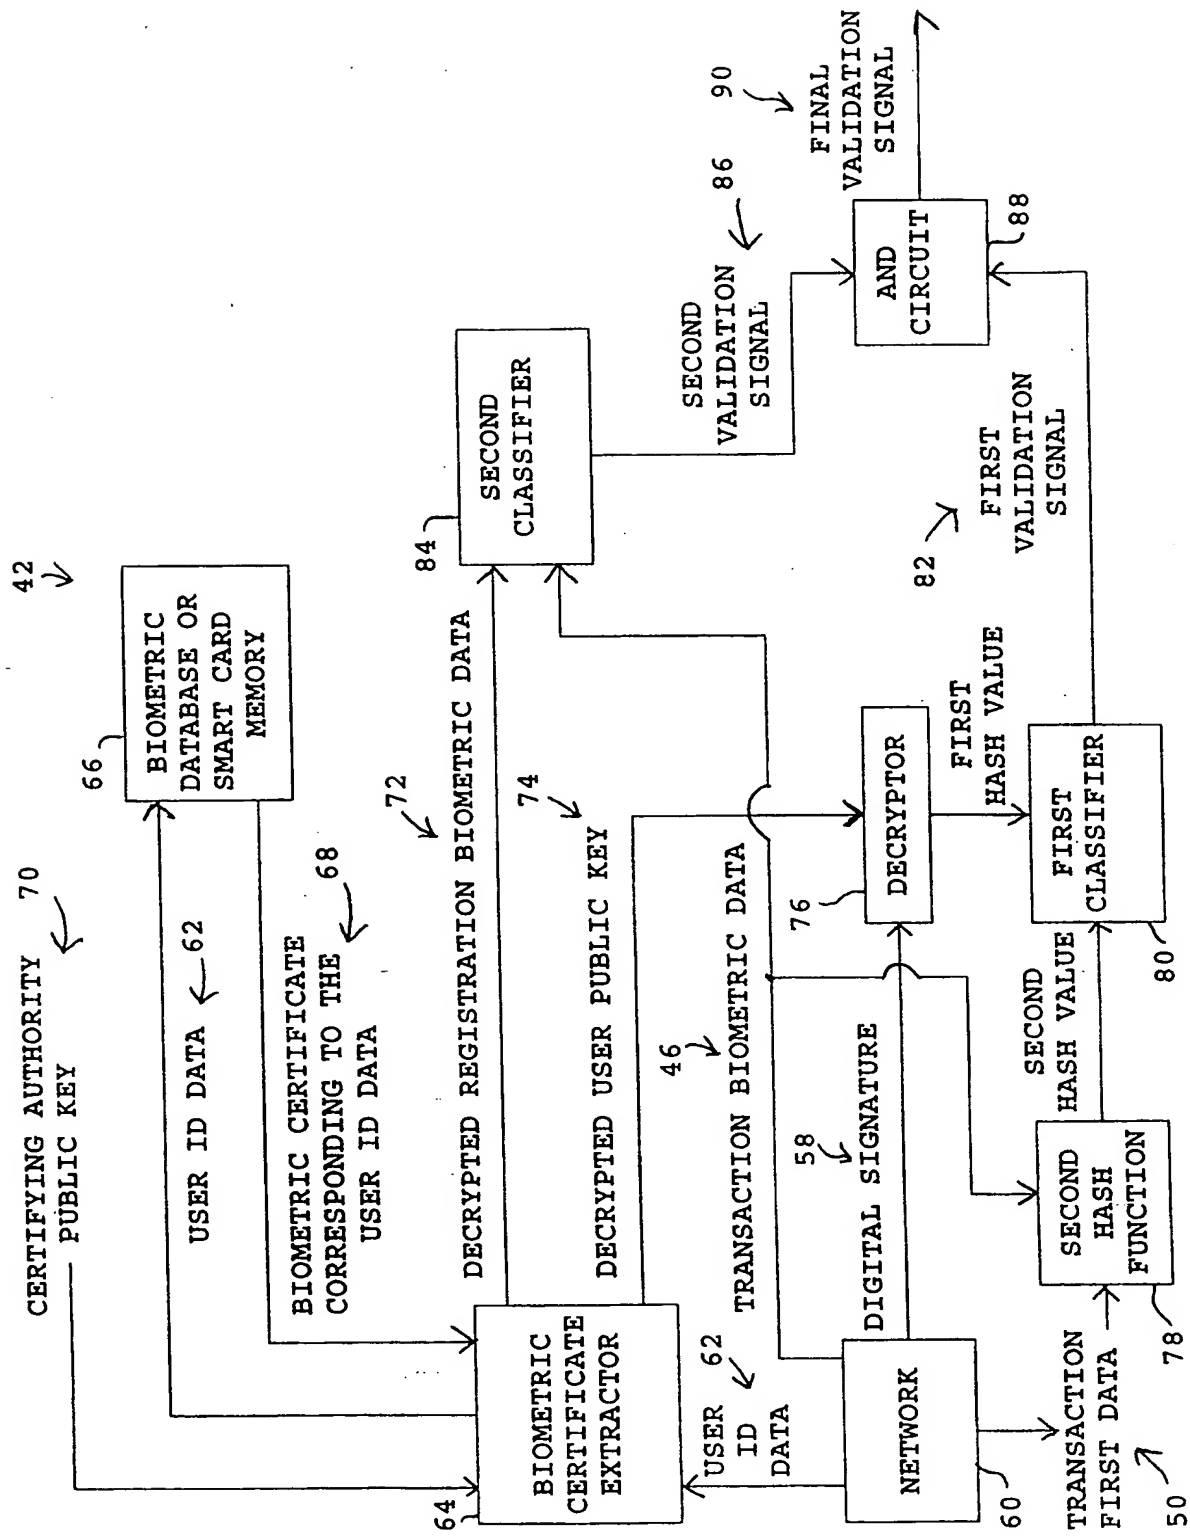 42
CERTIFYING AUTHORITY
PUBLIC KEY
70
66
BIOMETRIC
DATABASE OR
SMART CARD
MEMORY
USER ID DATA
62
BIOMETRIC CERTIFICATE
CORRESPONDING TO THE
USER ID DATA
68
64
BIOMETRIC
CERTIFICATE
EXTRACTOR
DECRYPTED REGISTRATION BIOMETRIC DATA
72
84
SECOND
CLASSIFIER
DECRYPTED USER PUBLIC KEY
74
USER
ID
DATA
62
46
TRANSACTION BIOMETRIC DATA
SECOND
VALIDATION
SIGNAL
86
58
DIGITAL SIGNATURE
76
DECRYPTOR
NETWORK
60
FIRST
HASH VALUE
AND
CIRCUIT
88
FINAL
VALIDATION
SIGNAL
90
82
FIRST
VALIDATION
SIGNAL
SECOND
HASH VALUE
FIRST
CLASSIFIER
80
SECOND
HASH
FUNCTION
78
TRANSACTION
FIRST DATA
50